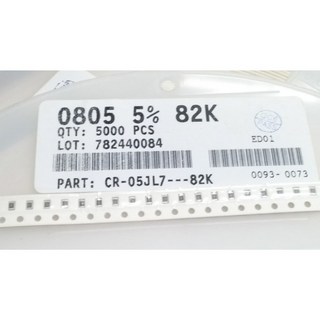 0805 5% 82K
QTY: 5000 PCS
LOT: 782440084
ED01
PART: CR-05JL7---82K
0093-0073